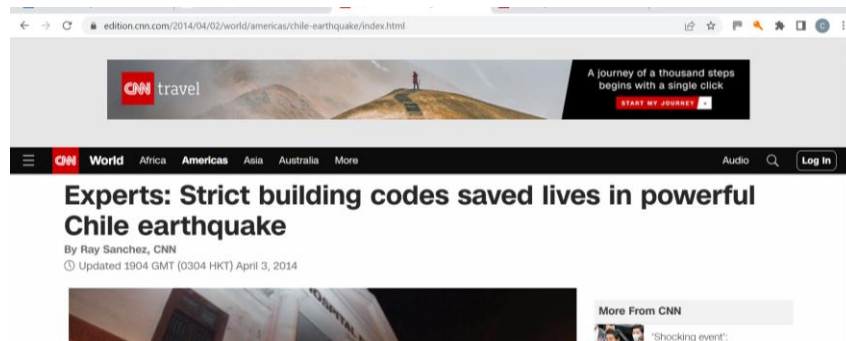 edition.cnn.com/2014/04/02/world/americas/chile-earthquake/index.html
CNN travel
A journey of a thousand steps
begins with a single click
START MY JOURNEY
CNN World Africa Americas Asia Australia More Audio Log In
Experts: Strict building codes saved lives in powerful
Chile earthquake
By Ray Sanchez, CNN
Updated 1904 GMT (0304 HKT) April 3, 2014
HOSPITAL
More From CNN
'Shocking event':